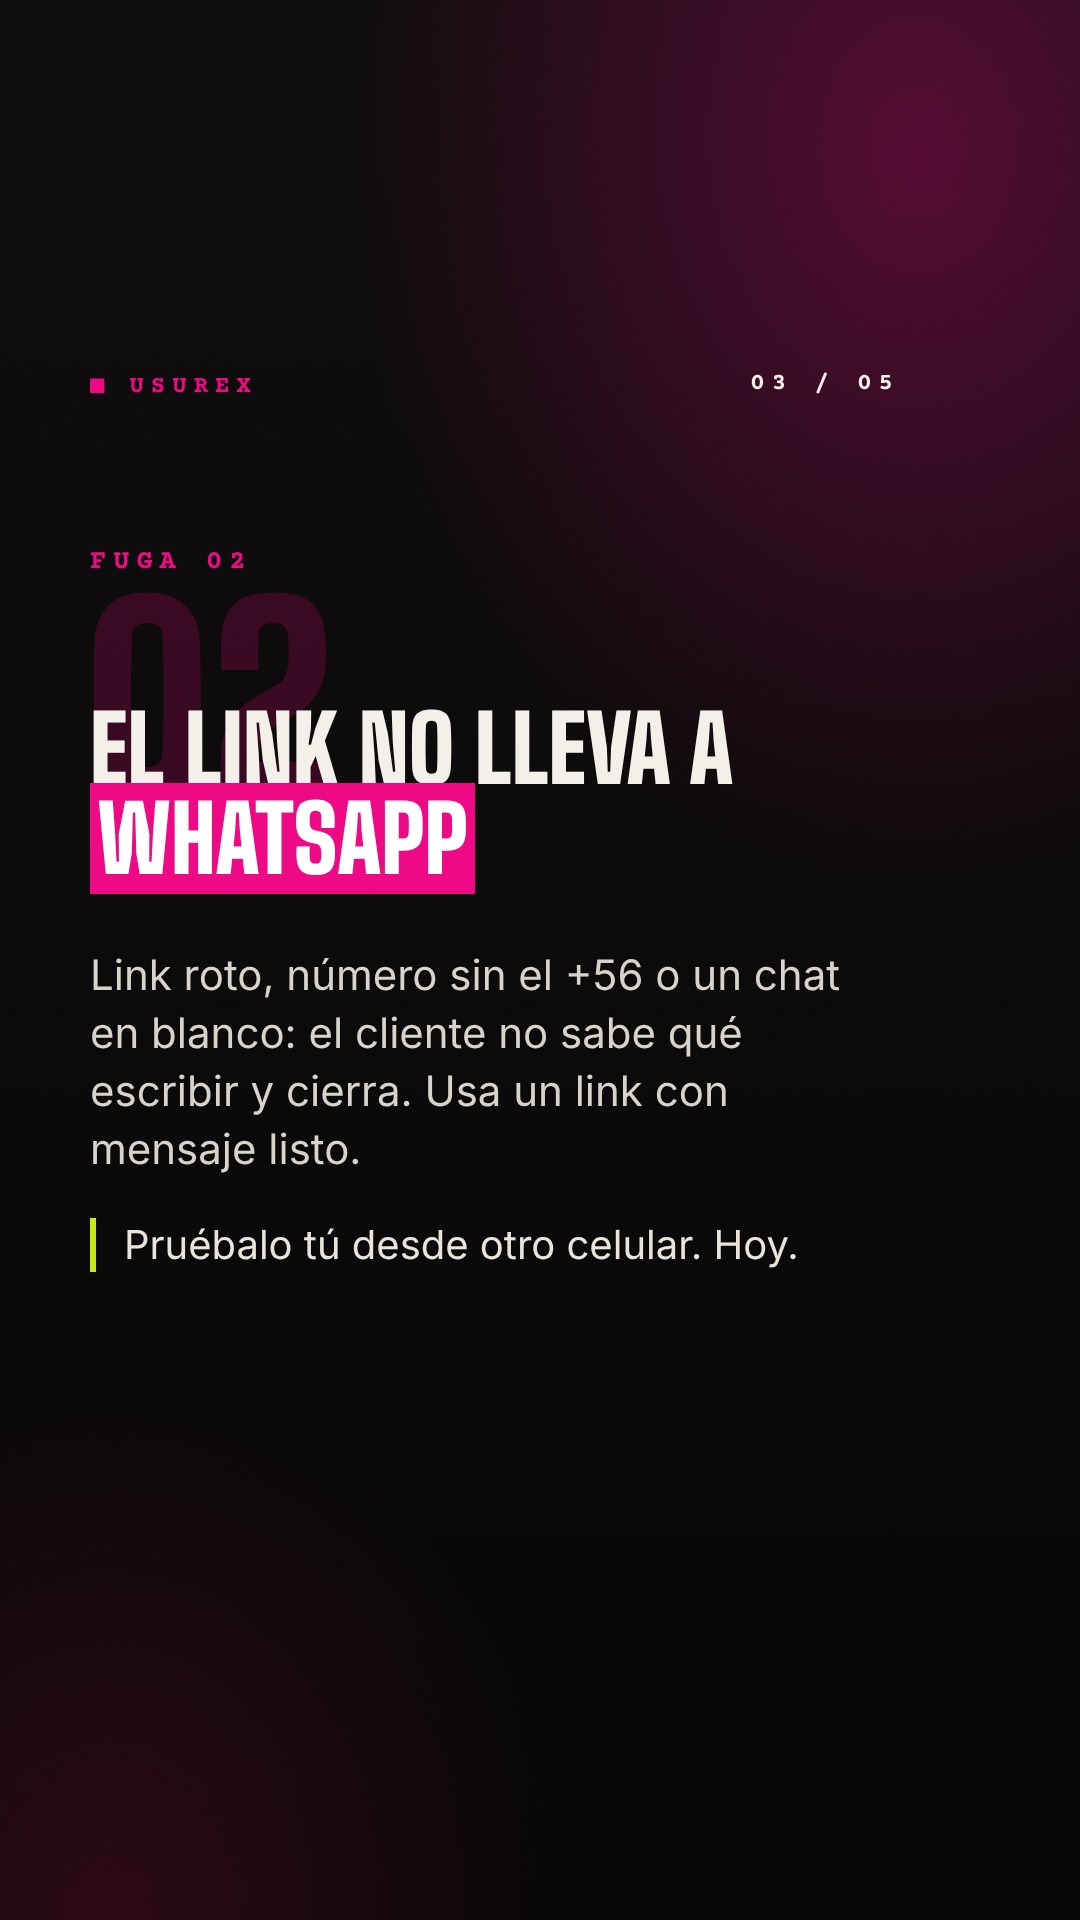 USUREX
03 / 05
FUGA 02
02
EL LINK NO LLEVA A
WHATSAPP
Link roto, número sin el +56 o un chat
en blanco: el cliente no sabe qué
escribir y cierra. Usa un link con
mensaje listo.
Pruébalo tú desde otro celular. Hoy.